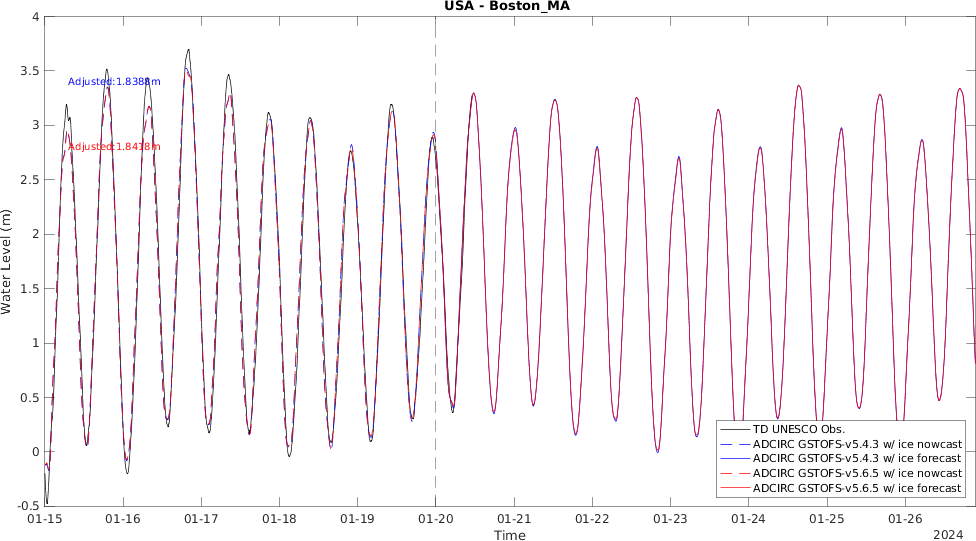 USA - Boston_MA
4
3.5
3
2.5
2
1.5
1
0.5
0
-0.5
Water Level (m)
Adjusted:1.8388m
Adjusted:1.8418m
TD UNESCO Obs.
ADCIRC GSTOFS-v5.4.3 w/ ice nowcast
ADCIRC GSTOFS-v5.4.3 w/ ice forecast
ADCIRC GSTOFS-v5.6.5 w/ ice nowcast
ADCIRC GSTOFS-v5.6.5 w/ ice forecast
01-15 01-16 01-17 01-18 01-19 01-20 01-21 01-22 01-23 01-24 01-25 01-26
Time
2024